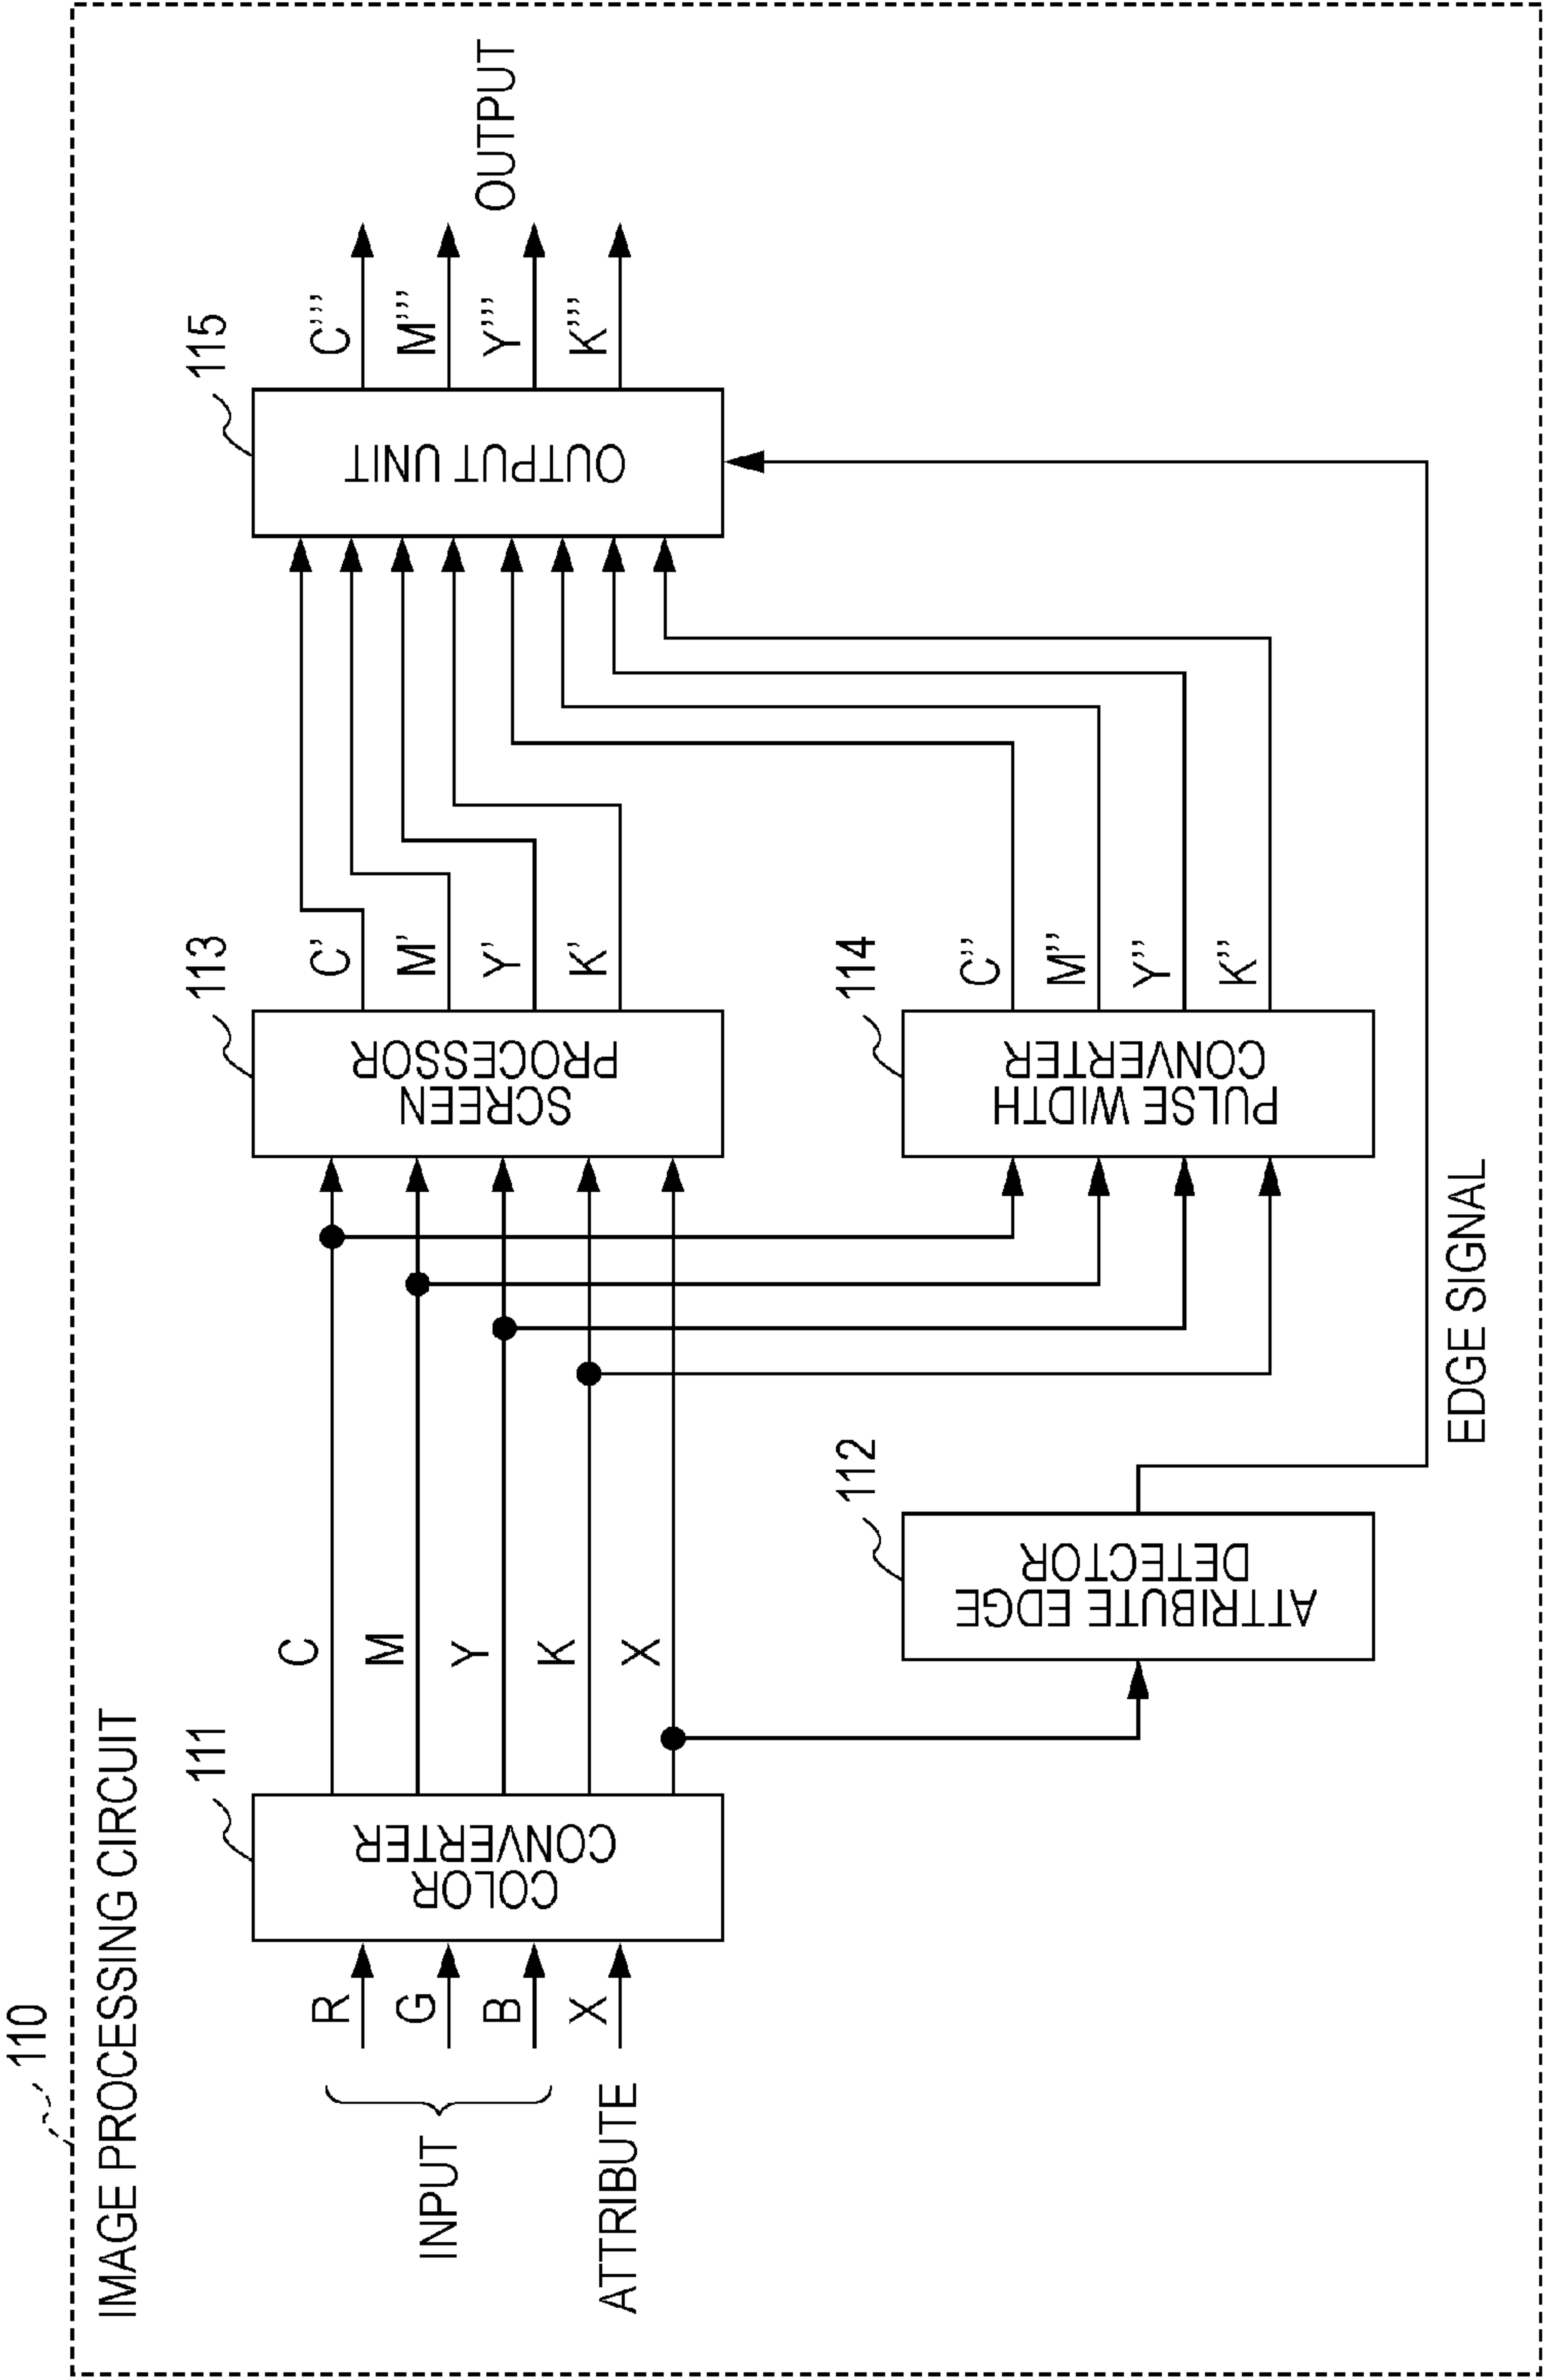 110
IMAGE PROCESSING CIRCUIT
INPUT
R
G
B
ATTRIBUTE
X
111
COLOR
CONVERTER
C
M
Y
K
X
112
ATTRIBUTE EDGE
DETECTOR
EDGE SIGNAL
113
SCREEN
PROCESSOR
C'
M'
Y'
K'
114
PULSE WIDTH
CONVERTER
C''
M''
Y''
K''
115
OUTPUT UNIT
C'''
M'''
Y'''
K'''
OUTPUT